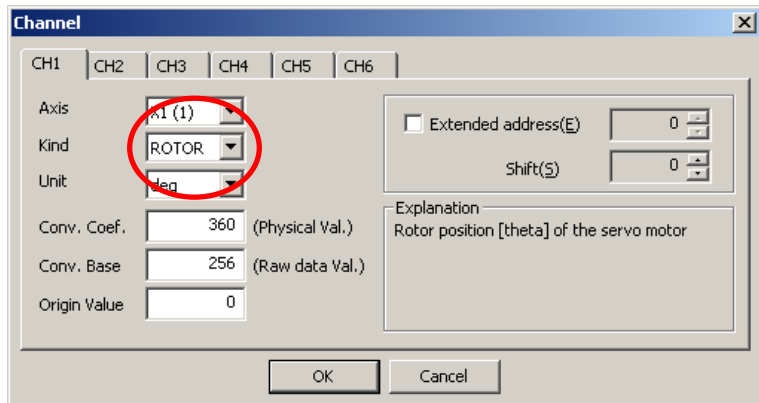 Channel
CH1 CH2 CH3 CH4 CH5 CH6
Axis X1 (1)
Kind ROTOR
Unit deg
Conv. Coef. 360 (Physical Val.)
Conv. Base 256 (Raw data Val.)
Origin Value 0
Extended address(E) 0
Shift(S) 0
Explanation
Rotor position [theta] of the servo motor
OK Cancel